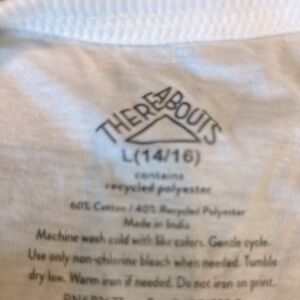 THEREABOUTS
L(14/16)
contains
recycled polyester
60% Cotton / 40% Recycled Polyester
Made in India
Machine wash cold with like colors. Gentle cycle.
Use only non-chlorine bleach when needed. Tumble
dry low. Warm iron if needed. Do not iron on print.